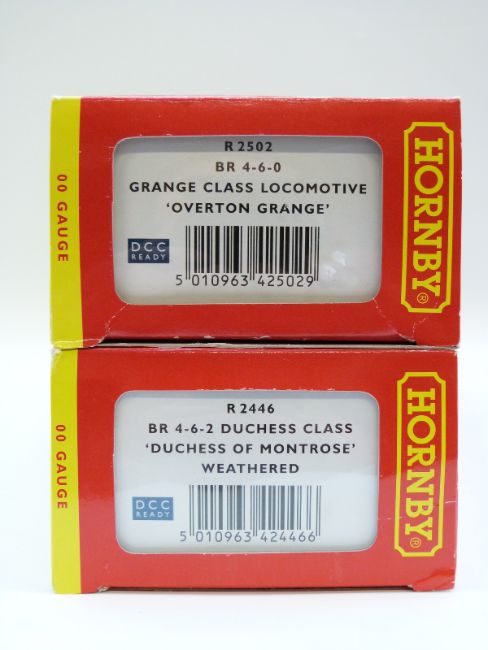 00 GAUGE
R 2502
BR 4-6-0
GRANGE CLASS LOCOMOTIVE
'OVERTON GRANGE'
DCC
READY
5 010963 425029
HORNBY®
00 GAUGE
R 2446
BR 4-6-2 DUCHESS CLASS
'DUCHESS OF MONTROSE'
WEATHERED
DCC
READY
5 010963 424466
HORNBY®